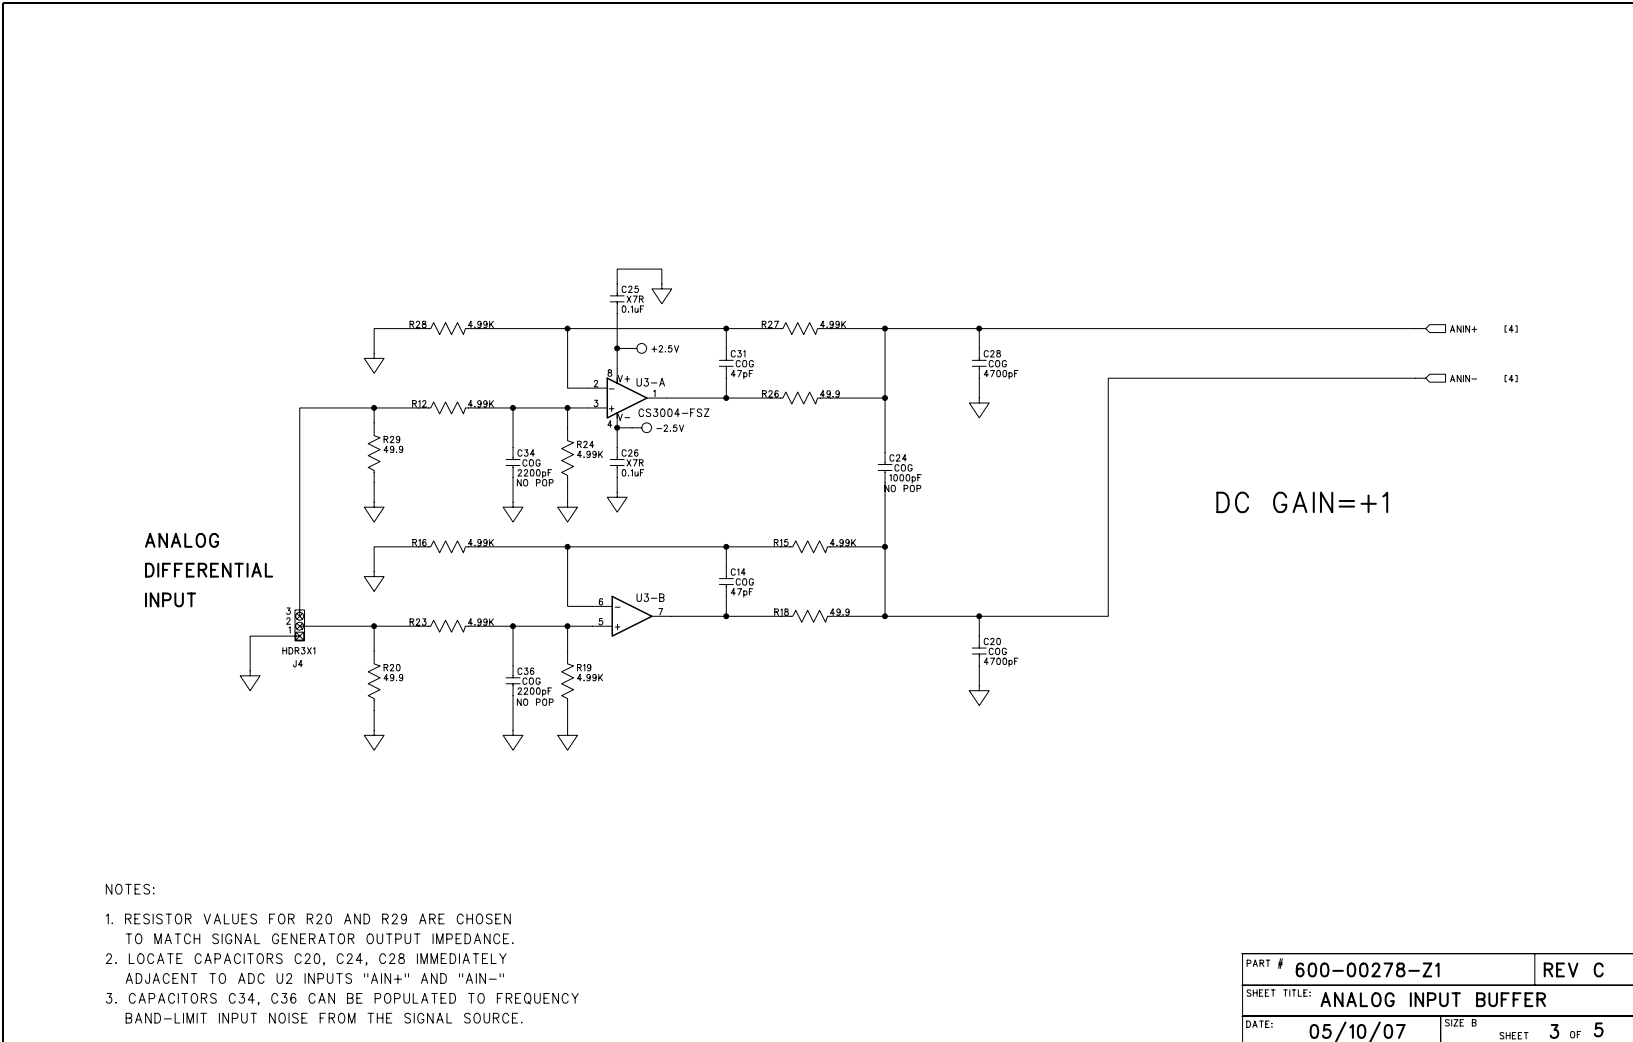 C25
X7R
0.1uF
R28
4.99K
R27
4.99K
ANIN+ [4]
+2.5V
C31
COG
47pF
C28
COG
4700pF
8
V+
U3-A
2
-
1
ANIN- [4]
R12
4.99K
3
+
V-
CS3004-FSZ
R26
49.9
4
-2.5V
R29
49.9
C34
COG
2200pF
NO POP
R24
4.99K
C26
X7R
0.1uF
C24
COG
1000pF
NO POP
DC GAIN=+1
ANALOG
DIFFERENTIAL
INPUT
R16
4.99K
R15
4.99K
C14
COG
47pF
U3-B
6
-
7
3
2
1
R23
4.99K
5
+
R18
49.9
HDR3X1
J4
R20
49.9
C36
COG
2200pF
NO POP
R19
4.99K
C20
COG
4700pF
NOTES:
1. RESISTOR VALUES FOR R20 AND R29 ARE CHOSEN
TO MATCH SIGNAL GENERATOR OUTPUT IMPEDANCE.
2. LOCATE CAPACITORS C20, C24, C28 IMMEDIATELY
ADJACENT TO ADC U2 INPUTS "AIN+" AND "AIN-"
3. CAPACITORS C34, C36 CAN BE POPULATED TO FREQUENCY
BAND-LIMIT INPUT NOISE FROM THE SIGNAL SOURCE.
PART # 600-00278-Z1 REV C
SHEET TITLE: ANALOG INPUT BUFFER
DATE: 05/10/07 SIZE B SHEET 3 OF 5